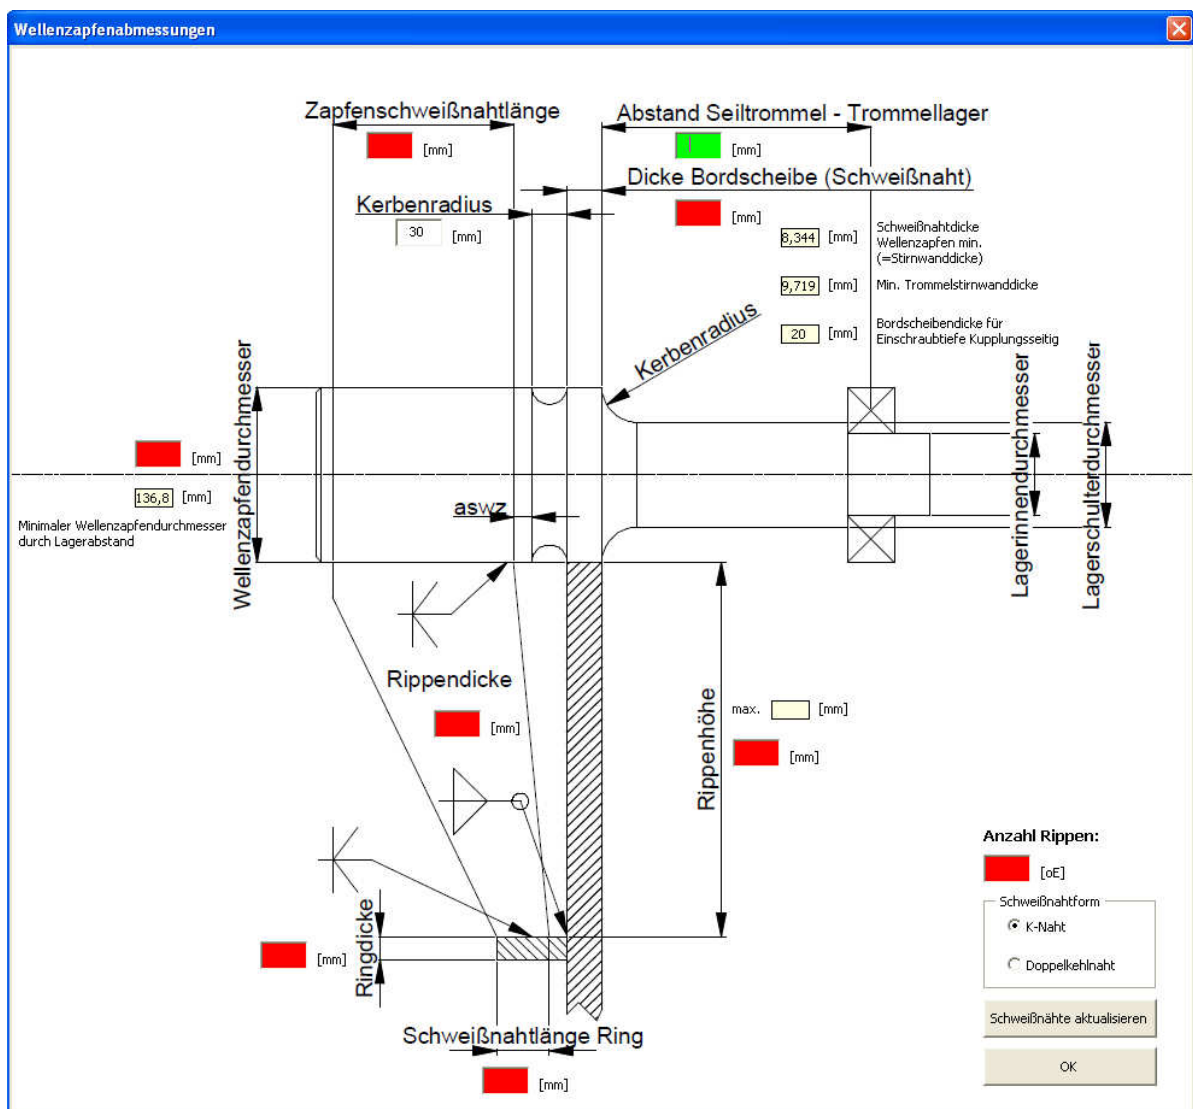 Wellenzapfenabmessungen
Zapfenschweißnahtlänge
[mm]
Abstand Seiltrommel - Trommellager
[mm]
Dicke Bordscheibe (Schweißnaht)
[mm]
Kerbenradius
30 [mm]
8,344 [mm] Schweißnahtdicke
Wellenzapfen min.
(=Stirnwanddicke)
9,719 [mm] Min. Trommelstirnwanddicke
20 [mm] Bordscheibendicke für
Einschraubtiefe Kupplungsseitig
Kerbenradius
Wellenzapfendurchmesser
[mm]
136,8 [mm]
Minimaler Wellenzapfendurchmesser
durch Lagerabstand
aswz
Lagerinnendurchmesser
Lagerschulterdurchmesser
Rippendicke
[mm]
Rippenhöhe
max. [mm]
[mm]
Anzahl Rippen:
[oE]
Schweißnahtform
K-Naht
Doppelkehlnaht
Ringdicke
[mm]
Schweißnähte aktualisieren
Schweißnahtlänge Ring
[mm]
OK